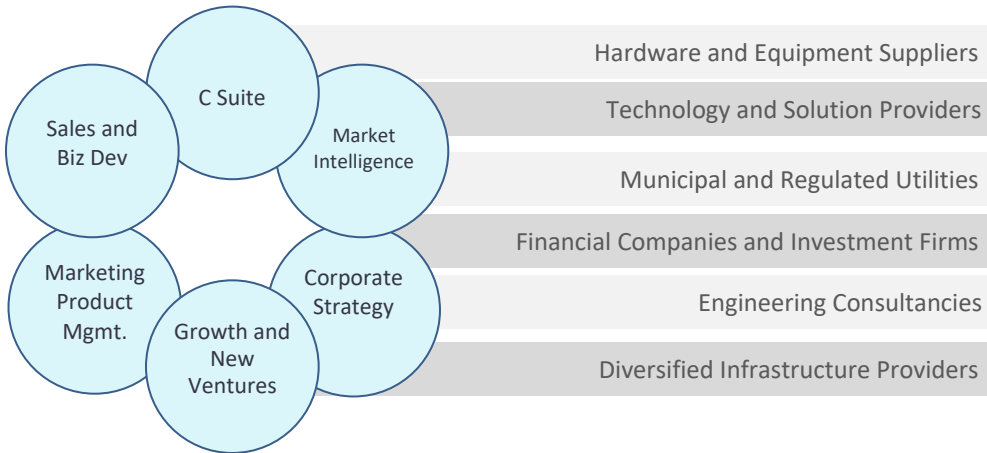 C Suite
Market
Intelligence
Corporate
Strategy
Growth and
New
Ventures
Marketing
Product
Mgmt.
Sales and
Biz Dev
Hardware and Equipment Suppliers
Technology and Solution Providers
Municipal and Regulated Utilities
Financial Companies and Investment Firms
Engineering Consultancies
Diversified Infrastructure Providers